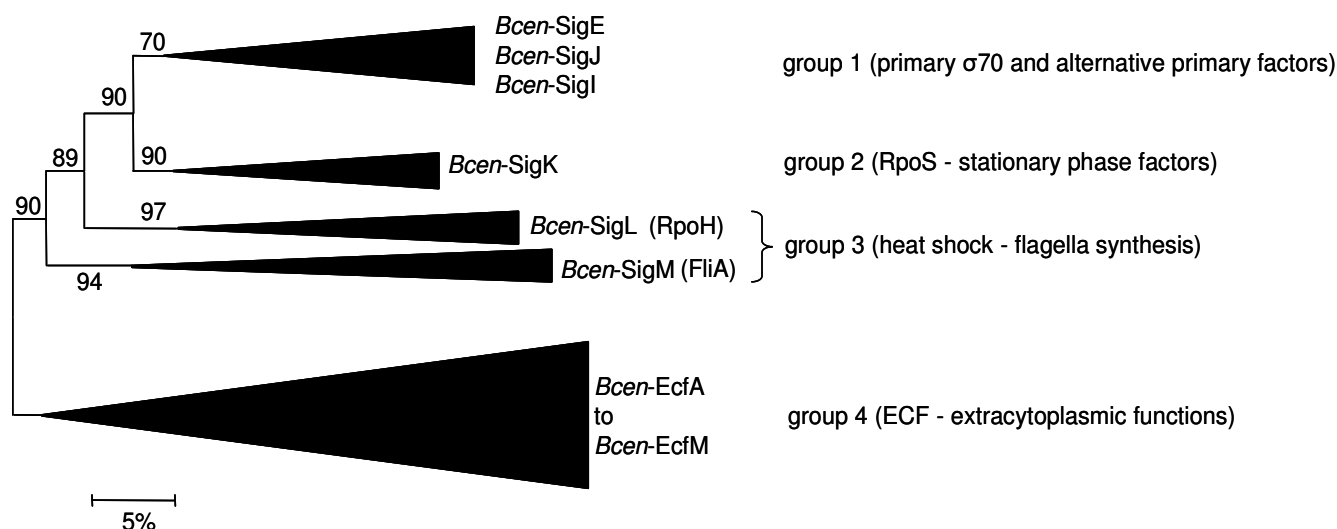 70
Bcen-SigE
Bcen-SigJ
Bcen-SigI
group 1 (primary σ70 and alternative primary factors)
90
89
90
Bcen-SigK
group 2 (RpoS - stationary phase factors)
90
97
Bcen-SigL (RpoH)
Bcen-SigM (FliA)
group 3 (heat shock - flagella synthesis)
94
Bcen-EcfA
to
Bcen-EcfM
group 4 (ECF - extracytoplasmic functions)
5%